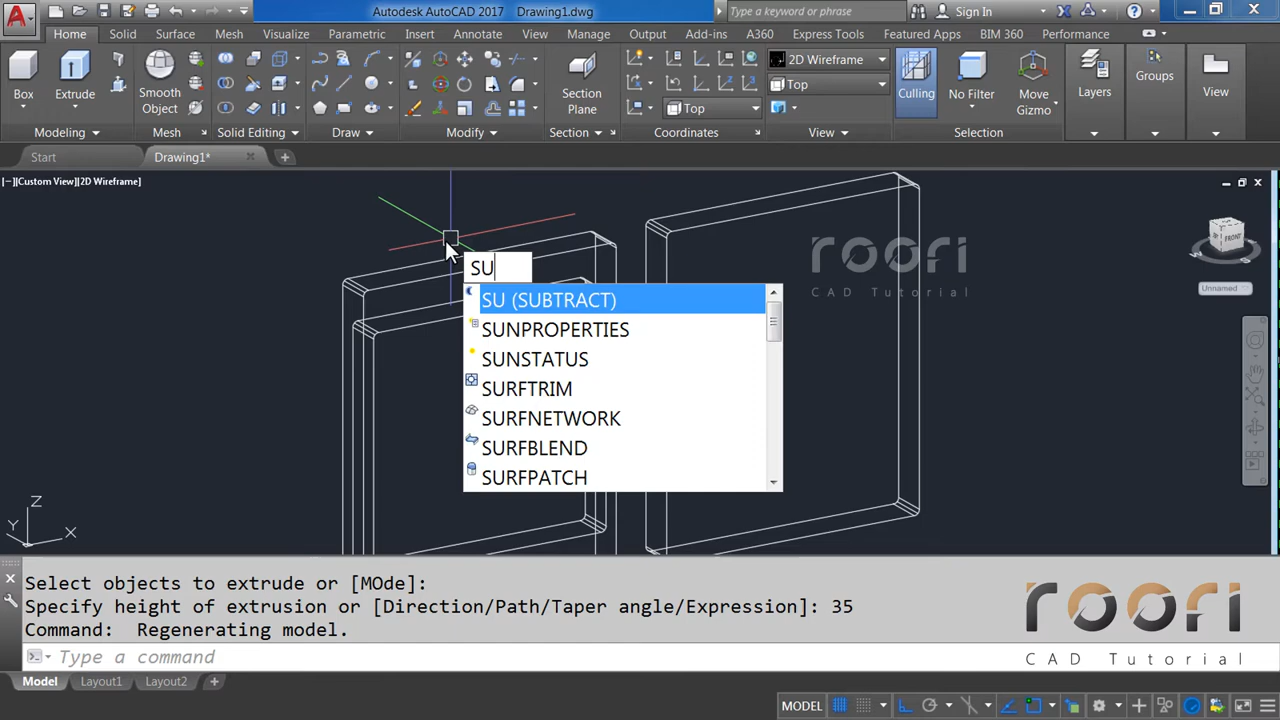 Autodesk AutoCAD 2017 Drawing1.dwg
Type a keyword or phrase
Sign In
Home Solid Surface Mesh Visualize Parametric Insert Annotate View Manage Output Add-ins A360 Express Tools Featured Apps BIM 360 Performance
Box
Extrude
Smooth
Object
Section
Plane
2D Wireframe
Top
Top
Culling
No Filter
Move
Gizmo
Layers
Groups
View
Modeling
Mesh
Solid Editing
Draw
Modify
Section
Coordinates
View
Selection
Start
Drawing1*
[−][Custom View][2D Wireframe]
roofi
CAD Tutorial
FRONT
Unnamed
SU
SU (SUBTRACT)
SUNPROPERTIES
SUNSTATUS
SURFTRIM
SURFNETWORK
SURFBLEND
SURFPATCH
Z
Y
X
Select objects to extrude or [MOde]:
Specify height of extrusion or [Direction/Path/Taper angle/Expression]: 35
Command: Regenerating model.
Type a command
roofi
CAD Tutorial
Model Layout1 Layout2
MODEL